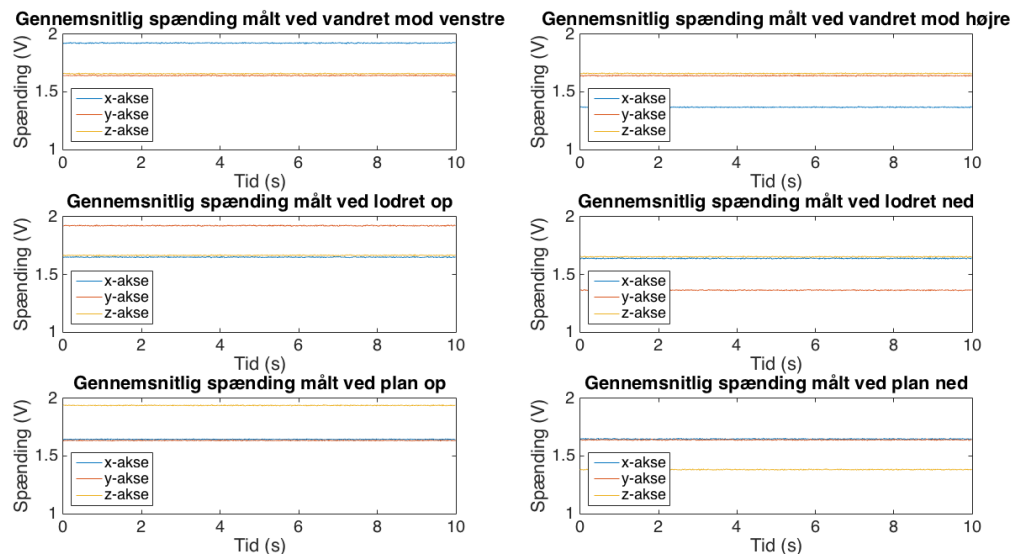 Gennemsnitlig spænding målt ved vandret mod venstre
Spænding (V)
2
1.5
1
x-akse
y-akse
z-akse
0 2 4 6 8 10
Tid (s)
Gennemsnitlig spænding målt ved vandret mod højre
Spænding (V)
2
1.5
1
x-akse
y-akse
z-akse
0 2 4 6 8 10
Tid (s)
Gennemsnitlig spænding målt ved lodret op
Spænding (V)
2
1.5
1
x-akse
y-akse
z-akse
0 2 4 6 8 10
Tid (s)
Gennemsnitlig spænding målt ved lodret ned
Spænding (V)
2
1.5
1
x-akse
y-akse
z-akse
0 2 4 6 8 10
Tid (s)
Gennemsnitlig spænding målt ved plan op
Spænding (V)
2
1.5
1
x-akse
y-akse
z-akse
0 2 4 6 8 10
Tid (s)
Gennemsnitlig spænding målt ved plan ned
Spænding (V)
2
1.5
1
x-akse
y-akse
z-akse
0 2 4 6 8 10
Tid (s)